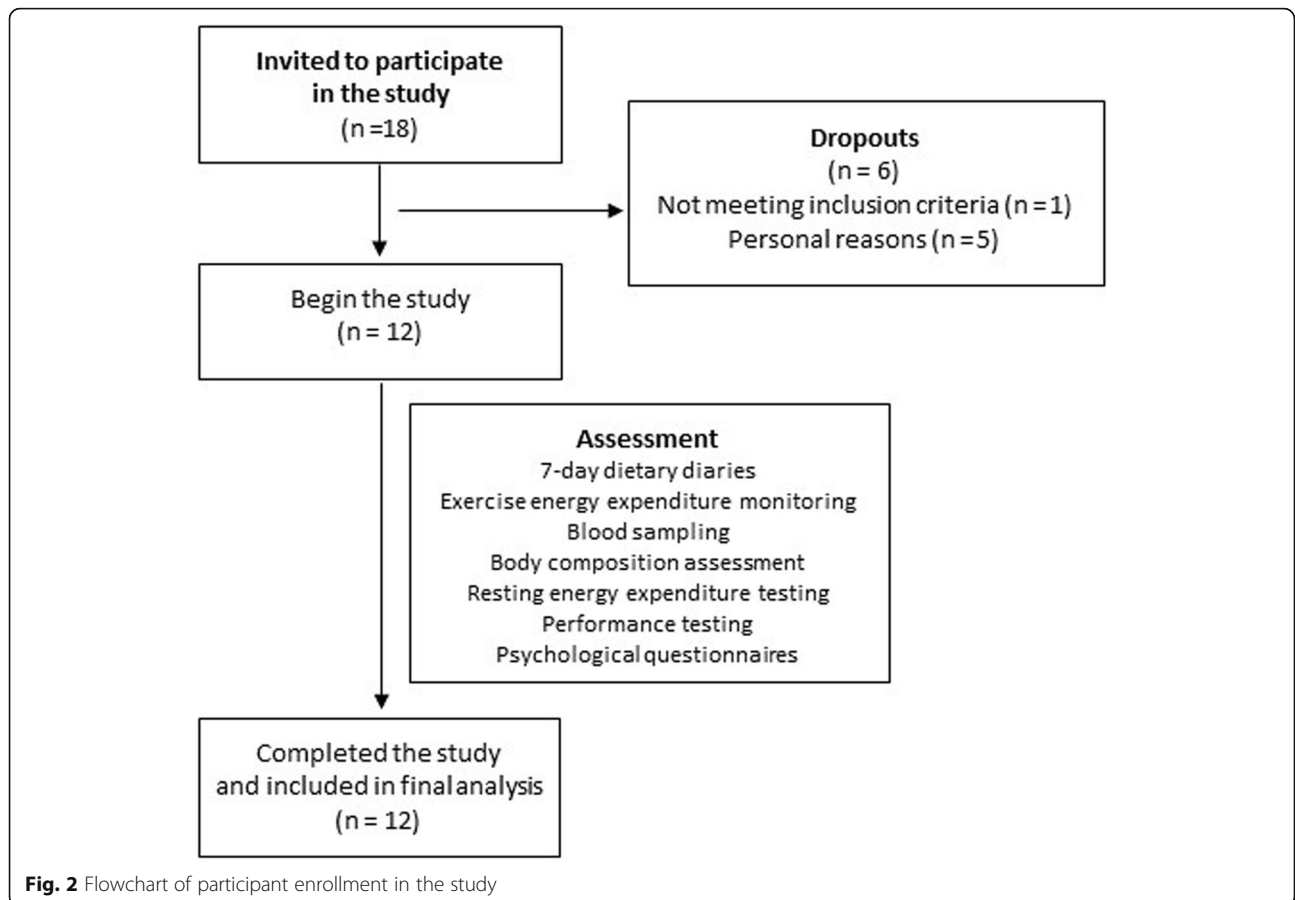 Invited to participate
in the study
(n =18)
Dropouts
(n = 6)
Not meeting inclusion criteria (n = 1)
Personal reasons (n = 5)
Begin the study
(n = 12)
Assessment
7-day dietary diaries
Exercise energy expenditure monitoring
Blood sampling
Body composition assessment
Resting energy expenditure testing
Performance testing
Psychological questionnaires
Completed the study
and included in final analysis
(n = 12)
Fig. 2 Flowchart of participant enrollment in the study